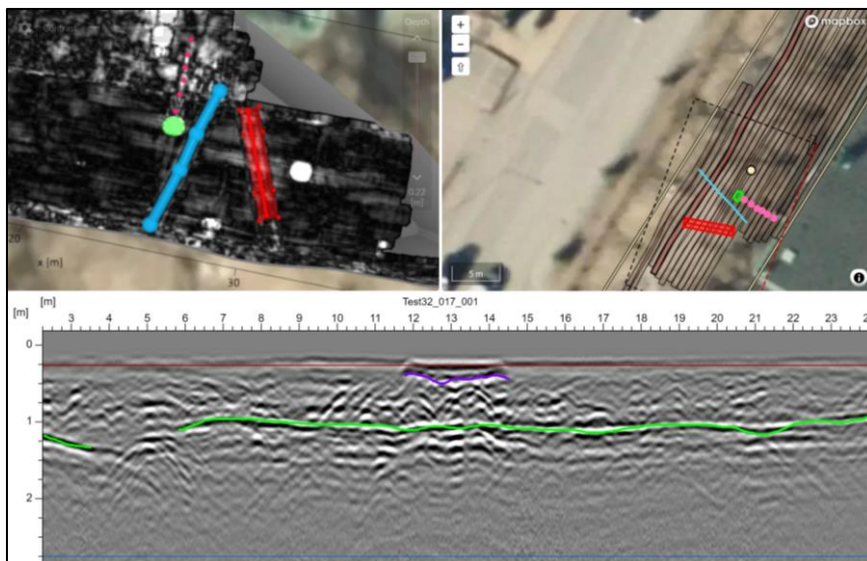 Contrast
Depth
0.22
[m]
20
x [m]
30
+
−
⇧
mapbox
5 m
i
[m]
Test32_017_001
[m]
3 4 5 6 7 8 9 10 11 12 13 14 15 16 17 18 19 20 21 22 23
0
1
2